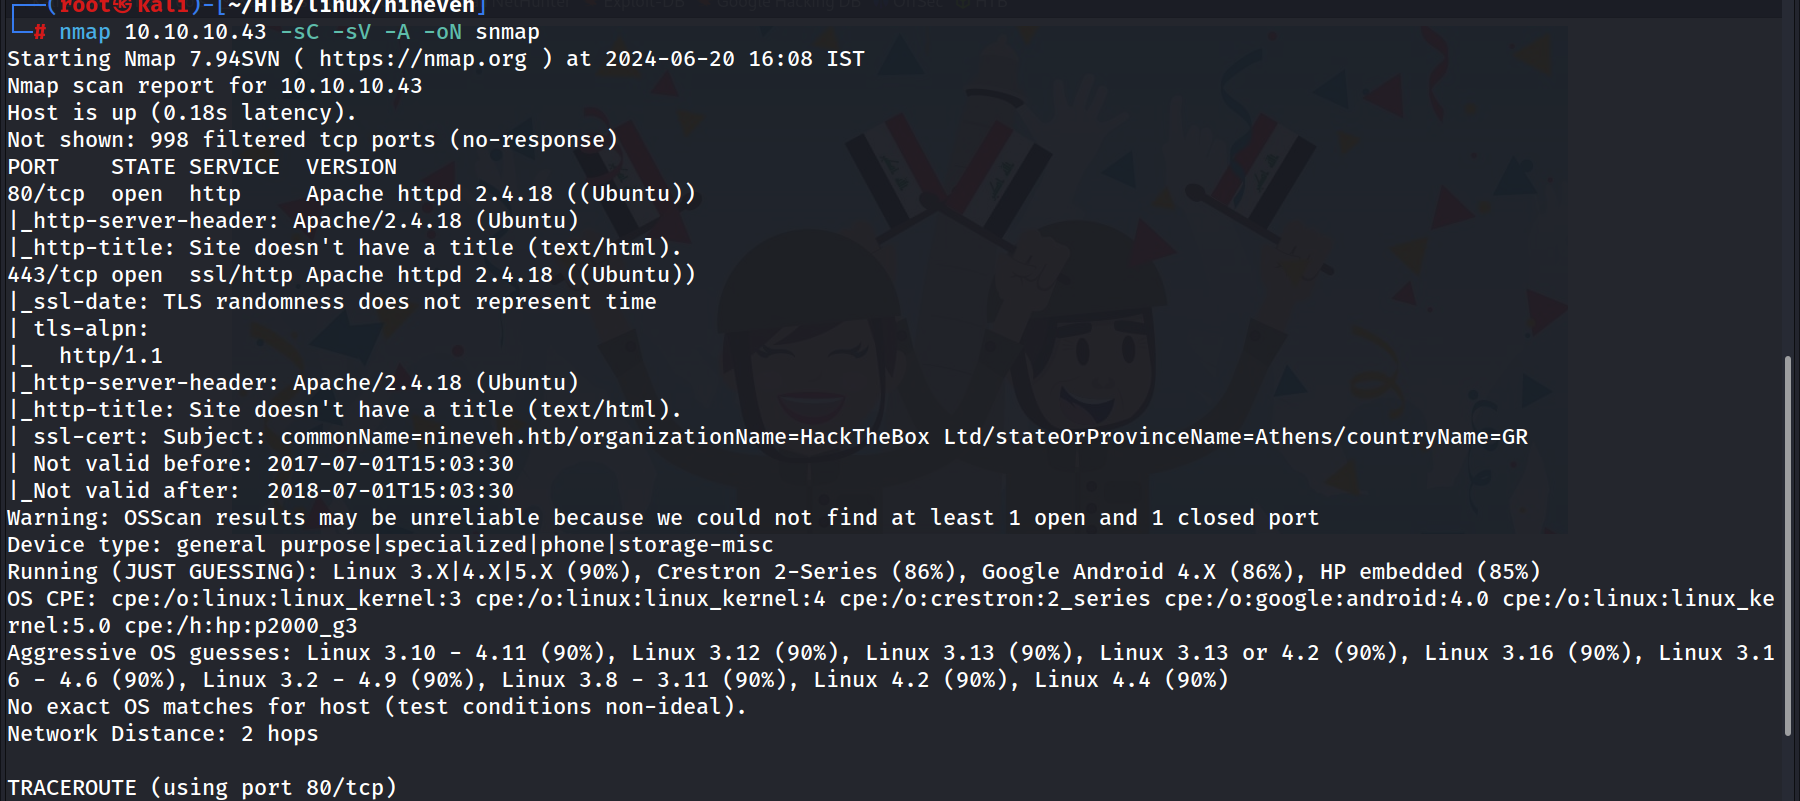 (root㉿kali)-[~/HTB/linux/nineveh]
# nmap 10.10.10.43 -sC -sV -A -oN snmap
Starting Nmap 7.94SVN ( https://nmap.org ) at 2024-06-20 16:08 IST
Nmap scan report for 10.10.10.43
Host is up (0.18s latency).
Not shown: 998 filtered tcp ports (no-response)
PORT    STATE SERVICE  VERSION
80/tcp  open  http     Apache httpd 2.4.18 ((Ubuntu))
|_http-server-header: Apache/2.4.18 (Ubuntu)
|_http-title: Site doesn't have a title (text/html).
443/tcp open  ssl/http Apache httpd 2.4.18 ((Ubuntu))
|_ssl-date: TLS randomness does not represent time
| tls-alpn:
|_  http/1.1
|_http-server-header: Apache/2.4.18 (Ubuntu)
|_http-title: Site doesn't have a title (text/html).
| ssl-cert: Subject: commonName=nineveh.htb/organizationName=HackTheBox Ltd/stateOrProvinceName=Athens/countryName=GR
| Not valid before: 2017-07-01T15:03:30
|_Not valid after:  2018-07-01T15:03:30
Warning: OSScan results may be unreliable because we could not find at least 1 open and 1 closed port
Device type: general purpose|specialized|phone|storage-misc
Running (JUST GUESSING): Linux 3.X|4.X|5.X (90%), Crestron 2-Series (86%), Google Android 4.X (86%), HP embedded (85%)
OS CPE: cpe:/o:linux:linux_kernel:3 cpe:/o:linux:linux_kernel:4 cpe:/o:crestron:2_series cpe:/o:google:android:4.0 cpe:/o:linux:linux_ke
rnel:5.0 cpe:/h:hp:p2000_g3
Aggressive OS guesses: Linux 3.10 - 4.11 (90%), Linux 3.12 (90%), Linux 3.13 (90%), Linux 3.13 or 4.2 (90%), Linux 3.16 (90%), Linux 3.1
6 - 4.6 (90%), Linux 3.2 - 4.9 (90%), Linux 3.8 - 3.11 (90%), Linux 4.2 (90%), Linux 4.4 (90%)
No exact OS matches for host (test conditions non-ideal).
Network Distance: 2 hops
TRACEROUTE (using port 80/tcp)